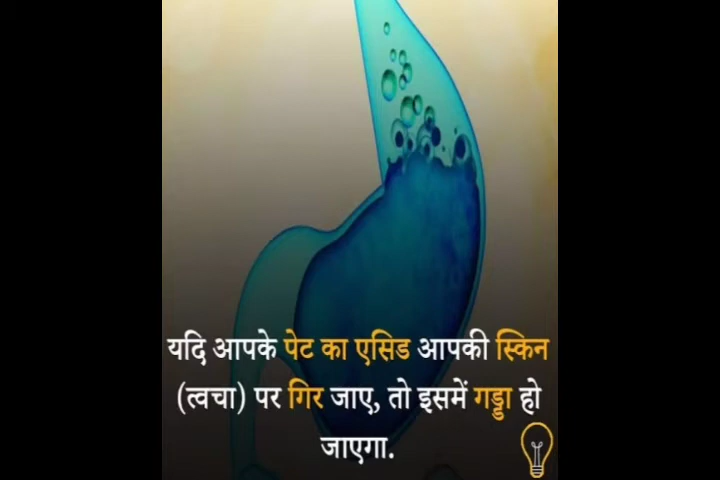 यदि आपके पेट का एसिड आपकी स्किन
(त्वचा) पर गिर जाए, तो इसमें गड्डा हो
जाएगा.